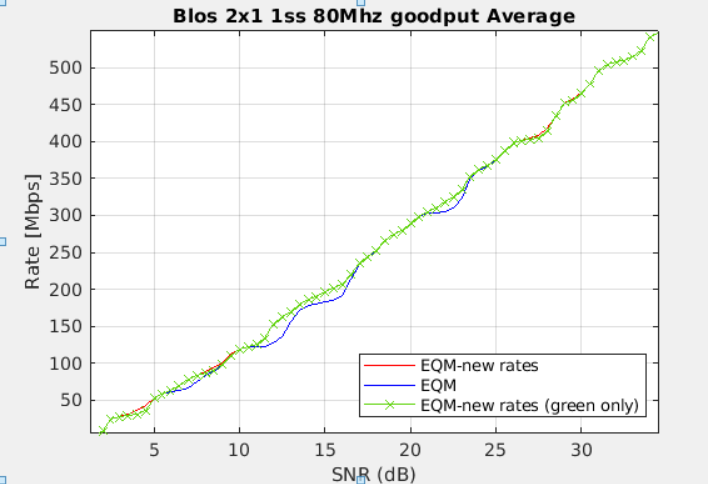 Blos 2x1 1ss 80Mhz goodput Average
Rate [Mbps]
500
450
400
350
300
250
200
150
100
50
EQM-new rates
EQM
EQM-new rates (green only)
5
10
15
20
25
30
SNR (dB)